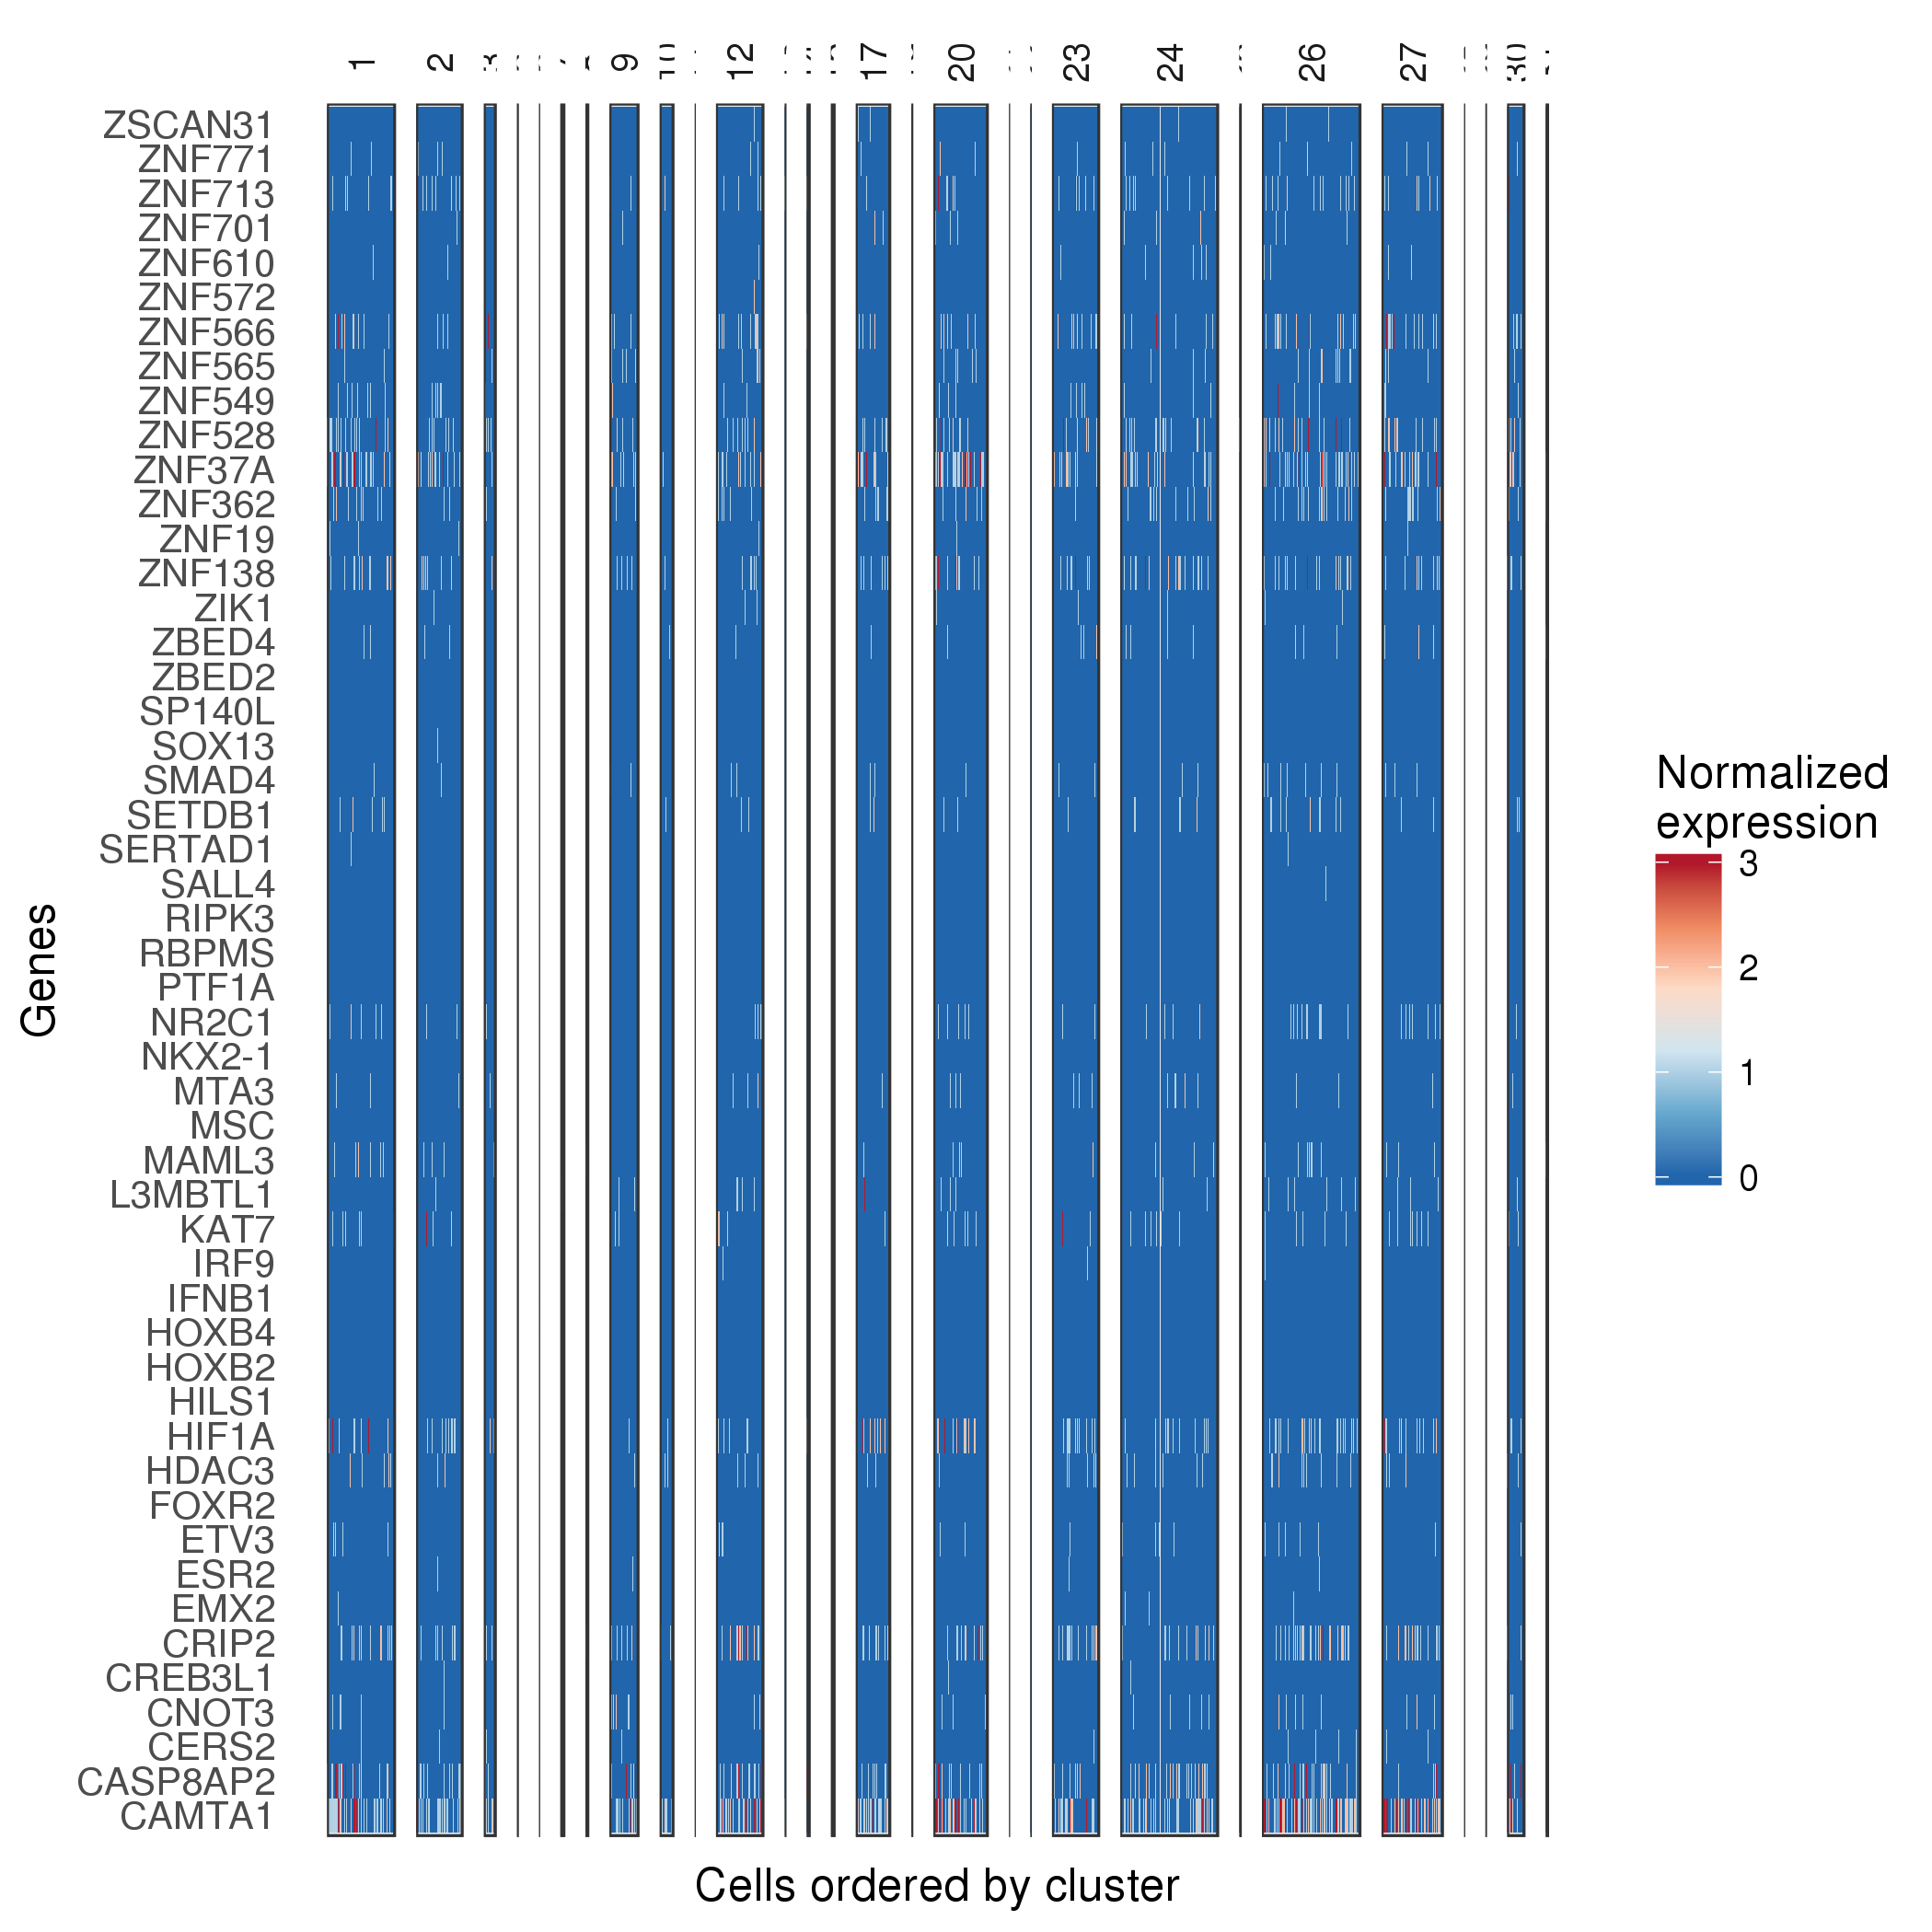 1 2 9 12 17 20 23 24 26 27 30
ZSCAN31
ZNF771
ZNF713
ZNF701
ZNF610
ZNF572
ZNF566
ZNF565
ZNF549
ZNF528
ZNF37A
ZNF362
ZNF19
ZNF138
ZIK1
ZBED4
ZBED2
SP140L
SOX13
SMAD4
SETDB1
SERTAD1
SALL4
RIPK3
RBPMS
PTF1A
NR2C1
NKX2-1
MTA3
MSC
MAML3
L3MBTL1
KAT7
IRF9
IFNB1
HOXB4
HOXB2
HILS1
HIF1A
HDAC3
FOXR2
ETV3
ESR2
EMX2
CRIP2
CREB3L1
CNOT3
CERS2
CASP8AP2
CAMTA1
Genes
Cells ordered by cluster
Normalized
expression
3
2
1
0